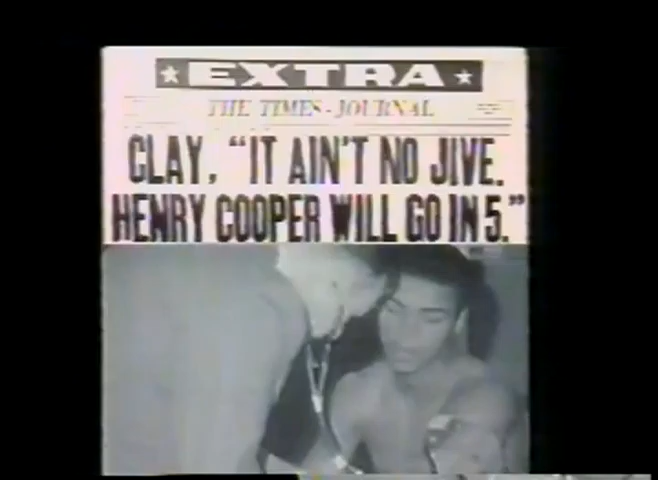 EXTRA
THE TIMES-JOURNAL
CLAY, "IT AIN'T NO JIVE.
HENRY COOPER WILL GO IN 5."